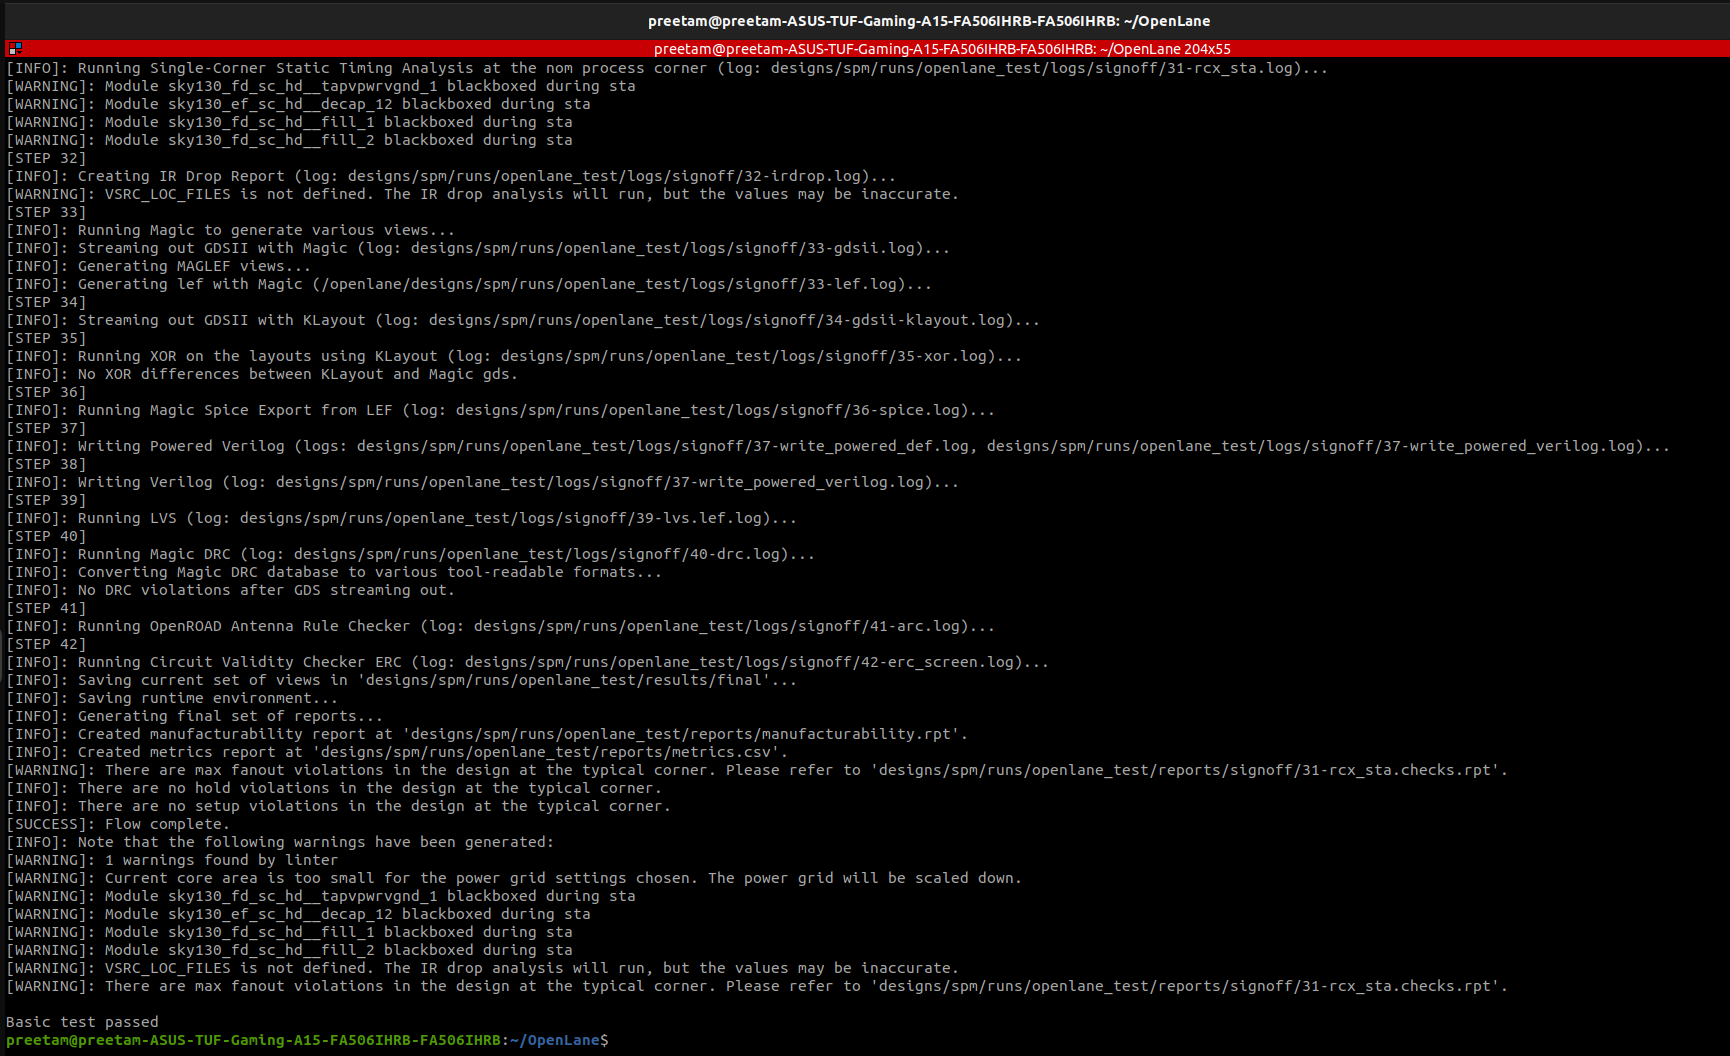 preetam@preetam-ASUS-TUF-Gaming-A15-FA506IHRB-FA506IHRB: ~/OpenLane
preetam@preetam-ASUS-TUF-Gaming-A15-FA506IHRB-FA506IHRB: ~/OpenLane 204x55
[INFO]: Running Single-Corner Static Timing Analysis at the nom process corner (log: designs/spm/runs/openlane_test/logs/signoff/31-rcx_sta.log)...
[WARNING]: Module sky130_fd_sc_hd__tapvpwrvgnd_1 blackboxed during sta
[WARNING]: Module sky130_ef_sc_hd__decap_12 blackboxed during sta
[WARNING]: Module sky130_fd_sc_hd__fill_1 blackboxed during sta
[WARNING]: Module sky130_fd_sc_hd__fill_2 blackboxed during sta
[STEP 32]
[INFO]: Creating IR Drop Report (log: designs/spm/runs/openlane_test/logs/signoff/32-irdrop.log)...
[WARNING]: VSRC_LOC_FILES is not defined. The IR drop analysis will run, but the values may be inaccurate.
[STEP 33]
[INFO]: Running Magic to generate various views...
[INFO]: Streaming out GDSII with Magic (log: designs/spm/runs/openlane_test/logs/signoff/33-gdsii.log)...
[INFO]: Generating MAGLEF views...
[INFO]: Generating lef with Magic (/openlane/designs/spm/runs/openlane_test/logs/signoff/33-lef.log)...
[STEP 34]
[INFO]: Streaming out GDSII with KLayout (log: designs/spm/runs/openlane_test/logs/signoff/34-gdsii-klayout.log)...
[STEP 35]
[INFO]: Running XOR on the layouts using KLayout (log: designs/spm/runs/openlane_test/logs/signoff/35-xor.log)...
[INFO]: No XOR differences between KLayout and Magic gds.
[STEP 36]
[INFO]: Running Magic Spice Export from LEF (log: designs/spm/runs/openlane_test/logs/signoff/36-spice.log)...
[STEP 37]
[INFO]: Writing Powered Verilog (logs: designs/spm/runs/openlane_test/logs/signoff/37-write_powered_def.log, designs/spm/runs/openlane_test/logs/signoff/37-write_powered_verilog.log)...
[STEP 38]
[INFO]: Writing Verilog (log: designs/spm/runs/openlane_test/logs/signoff/37-write_powered_verilog.log)...
[STEP 39]
[INFO]: Running LVS (log: designs/spm/runs/openlane_test/logs/signoff/39-lvs.lef.log)...
[STEP 40]
[INFO]: Running Magic DRC (log: designs/spm/runs/openlane_test/logs/signoff/40-drc.log)...
[INFO]: Converting Magic DRC database to various tool-readable formats...
[INFO]: No DRC violations after GDS streaming out.
[STEP 41]
[INFO]: Running OpenROAD Antenna Rule Checker (log: designs/spm/runs/openlane_test/logs/signoff/41-arc.log)...
[STEP 42]
[INFO]: Running Circuit Validity Checker ERC (log: designs/spm/runs/openlane_test/logs/signoff/42-erc_screen.log)...
[INFO]: Saving current set of views in 'designs/spm/runs/openlane_test/results/final'...
[INFO]: Saving runtime environment...
[INFO]: Generating final set of reports...
[INFO]: Created manufacturability report at 'designs/spm/runs/openlane_test/reports/manufacturability.rpt'.
[INFO]: Created metrics report at 'designs/spm/runs/openlane_test/reports/metrics.csv'.
[WARNING]: There are max fanout violations in the design at the typical corner. Please refer to 'designs/spm/runs/openlane_test/reports/signoff/31-rcx_sta.checks.rpt'.
[INFO]: There are no hold violations in the design at the typical corner.
[INFO]: There are no setup violations in the design at the typical corner.
[SUCCESS]: Flow complete.
[INFO]: Note that the following warnings have been generated:
[WARNING]: 1 warnings found by linter
[WARNING]: Current core area is too small for the power grid settings chosen. The power grid will be scaled down.
[WARNING]: Module sky130_fd_sc_hd__tapvpwrvgnd_1 blackboxed during sta
[WARNING]: Module sky130_ef_sc_hd__decap_12 blackboxed during sta
[WARNING]: Module sky130_fd_sc_hd__fill_1 blackboxed during sta
[WARNING]: Module sky130_fd_sc_hd__fill_2 blackboxed during sta
[WARNING]: VSRC_LOC_FILES is not defined. The IR drop analysis will run, but the values may be inaccurate.
[WARNING]: There are max fanout violations in the design at the typical corner. Please refer to 'designs/spm/runs/openlane_test/reports/signoff/31-rcx_sta.checks.rpt'.
Basic test passed
preetam@preetam-ASUS-TUF-Gaming-A15-FA506IHRB-FA506IHRB:~/OpenLane$